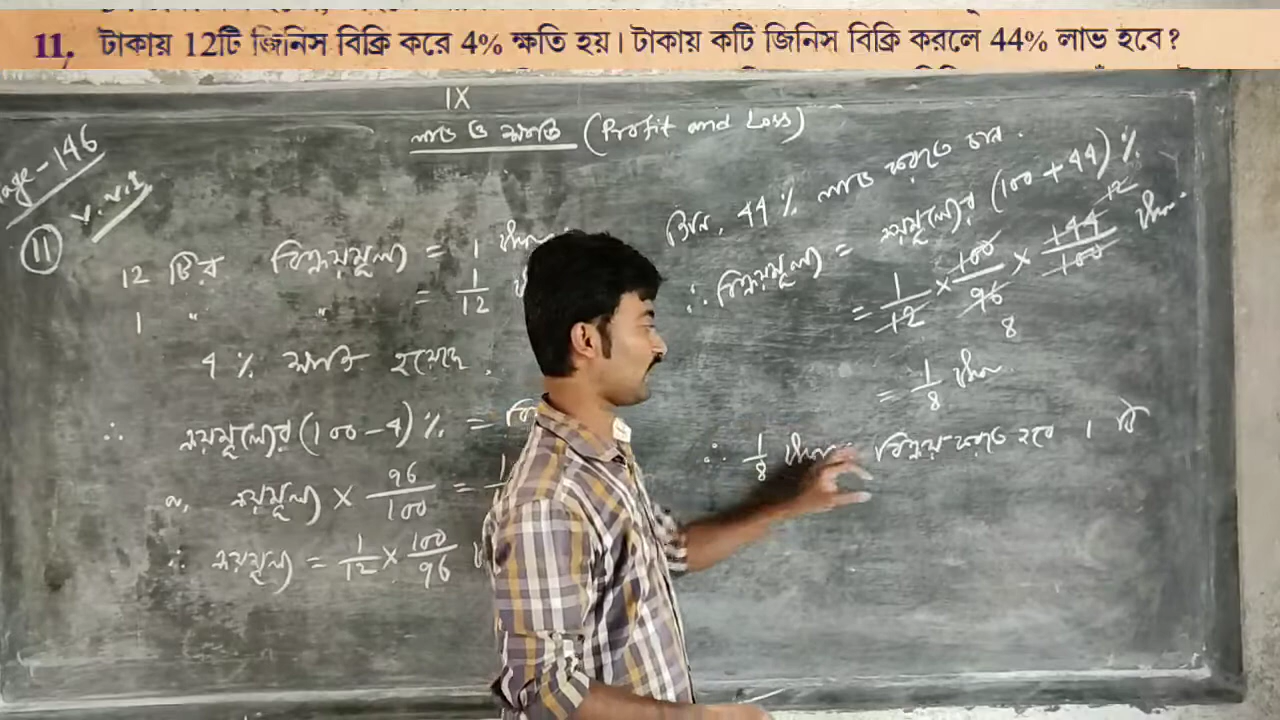 11. টাকায় 12টি জিনিস বিক্রি করে 4% ক্ষতি হয়। টাকায় কটি জিনিস বিক্রি করলে 44% লাভ হবে?
IX
লাভ ও ক্ষতি (Profit and Loss)
Page-146
V.V.I
11
12 টির বিক্রয়মূল্য = 1
1 " " = 1/12
4 % ক্ষতি হয়েছে.
∴ ক্রয়মূল্যের (100-4) % =
বা, ক্রয়মূল্য × 96/100 =
∴ ক্রয়মূল্য = 1/12 × 100/96
তিনি, 44 % লাভ করতে চান.
∴ বিক্রয়মূল্য = ক্রয়মূল্যের (100+44) %
= 1/12 × 100/96 × 144/100 টাকা.
12
8
= 1/8 টাকা.
∴ 1/8 টাকায় বিক্রয় করতে হবে 1 টি